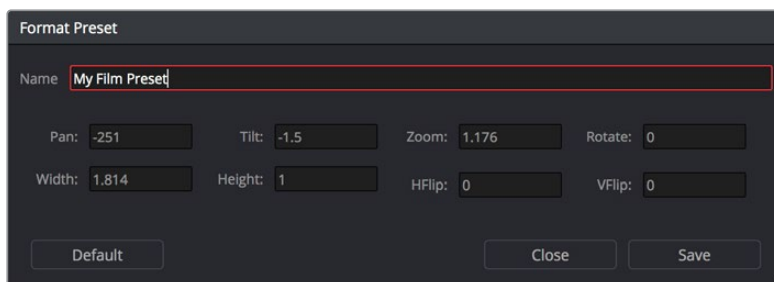 Format Preset
Name My Film Preset
Pan: -251 Tilt: -1.5 Zoom: 1.176 Rotate: 0
Width: 1.814 Height: 1 HFlip: 0 VFlip: 0
Default Close Save